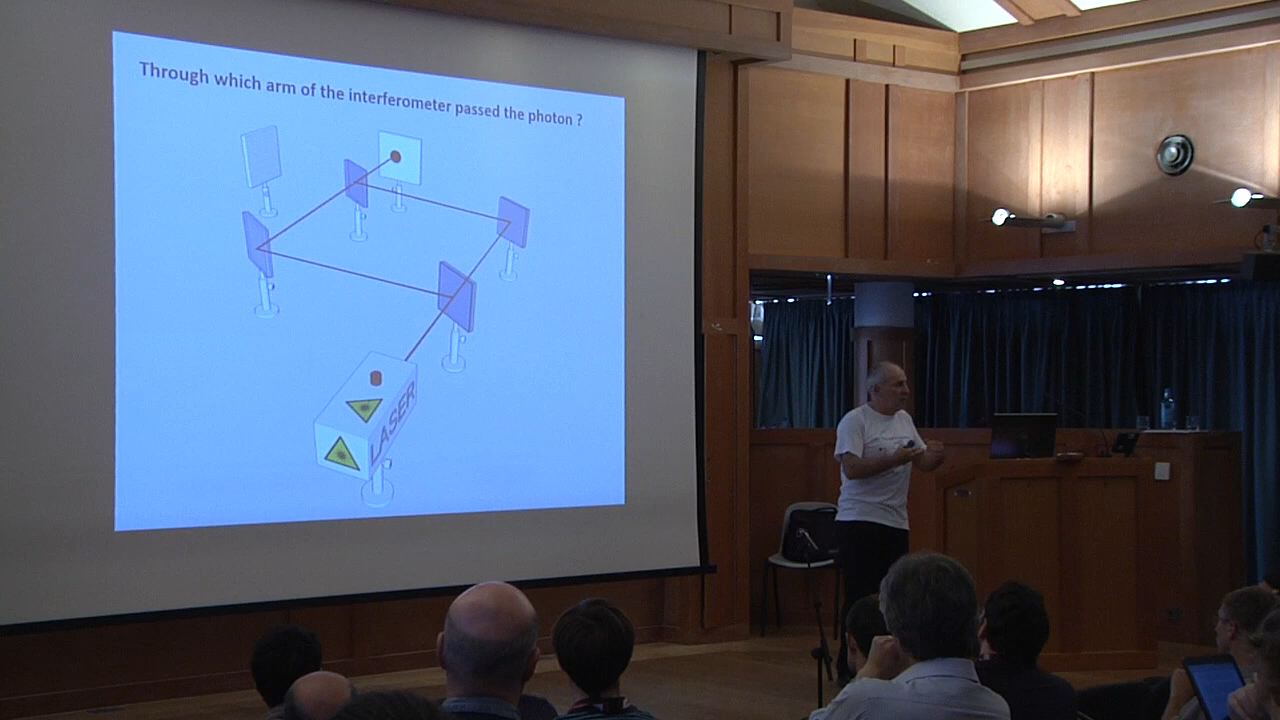 Through which arm of the interferometer passed the photon ?
LASER